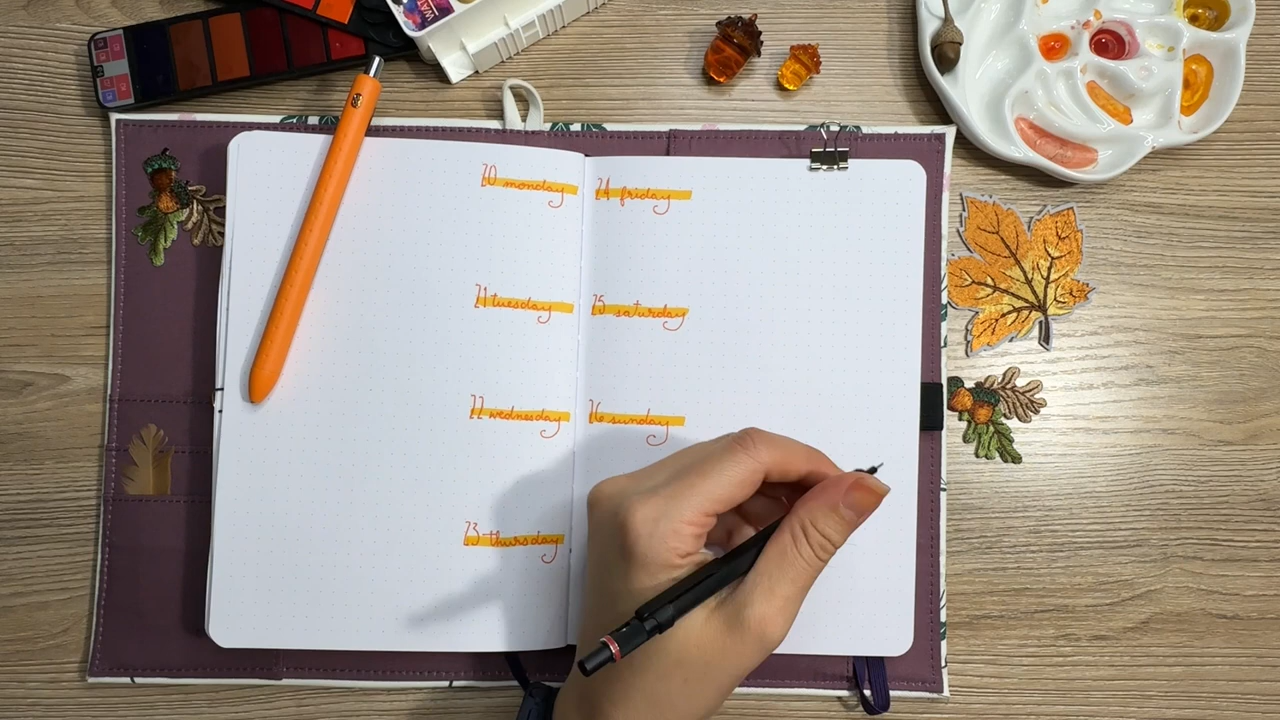 20 monday
21 tuesday
22 wednesday
23 thursday
24 friday
25 saturday
26 sunday